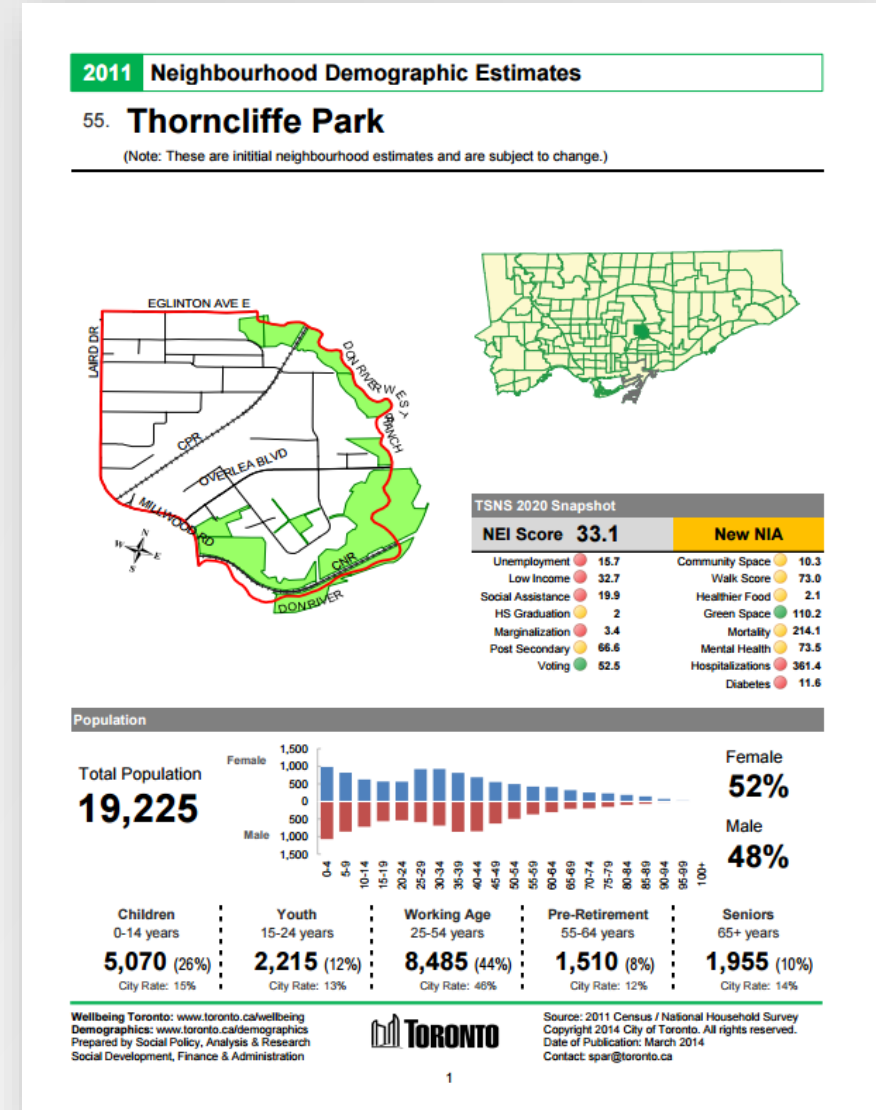 2011 Neighbourhood Demographic Estimates
55. Thorncliffe Park
(Note: These are inititial neighbourhood estimates and are subject to change.)
EGLINTON AVE E
LAIRD DR
DON RIVER WEST BRANCH
CPR
OVERLEA BLVD
MILLWOOD RD
N
W E
S
CNR
DON RIVER
TSNS 2020 Snapshot
NEI Score 33.1 New NIA
Unemployment 15.7 Community Space 10.3
Low Income 32.7 Walk Score 73.0
Social Assistance 19.9 Healthier Food 2.1
HS Graduation 2 Green Space 110.2
Marginalization 3.4 Mortality 214.1
Post Secondary 66.6 Mental Health 73.5
Voting 52.5 Hospitalizations 361.4
Diabetes 11.6
Population
Total Population
19,225
Female
Male
1,500
1,000
500
0
500
1,000
1,500
0-4 5-9 10-14 15-19 20-24 25-29 30-34 35-39 40-44 45-49 50-54 55-59 60-64 65-69 70-74 75-79 80-84 85-89 90-94 95-99 100+
Female
52%
Male
48%
Children Youth Working Age Pre-Retirement Seniors
0-14 years 15-24 years 25-54 years 55-64 years 65+ years
5,070 (26%) 2,215 (12%) 8,485 (44%) 1,510 (8%) 1,955 (10%)
City Rate: 15% City Rate: 13% City Rate: 46% City Rate: 12% City Rate: 14%
Wellbeing Toronto: www.toronto.ca/wellbeing
Demographics: www.toronto.ca/demographics
Prepared by Social Policy, Analysis & Research
Social Development, Finance & Administration
TORONTO
Source: 2011 Census / National Household Survey
Copyright 2014 City of Toronto. All rights reserved.
Date of Publication: March 2014
Contact: spar@toronto.ca
1